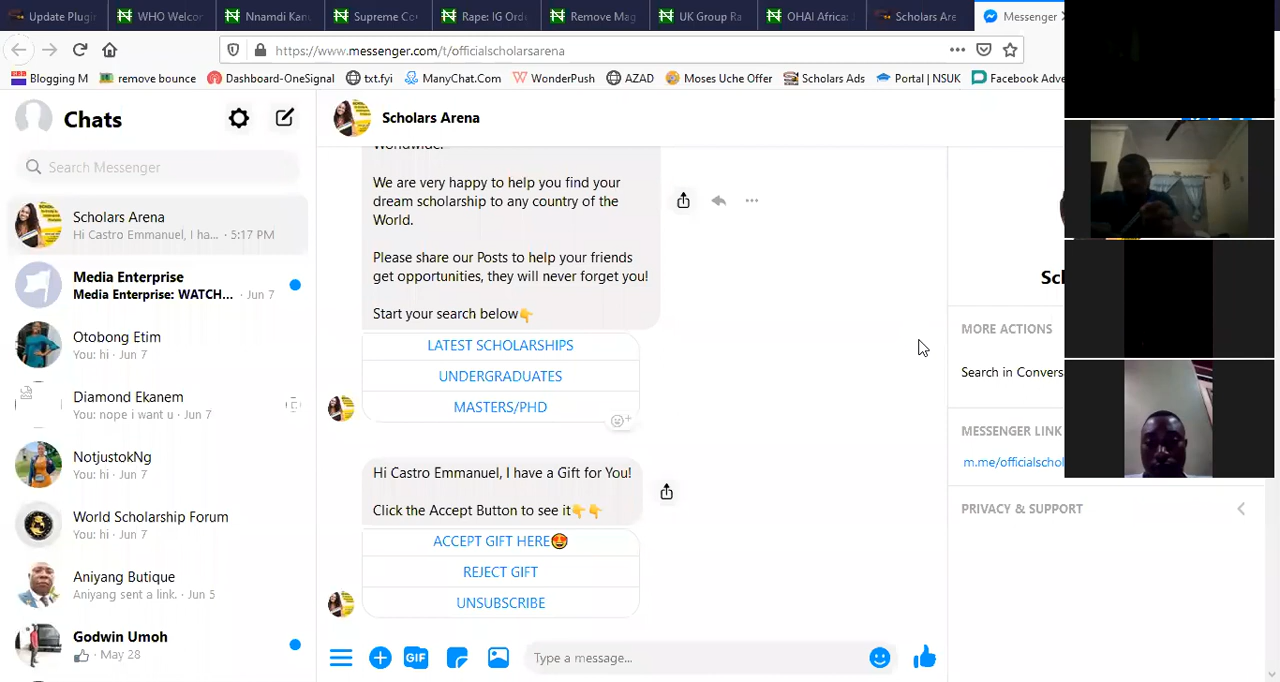 Update Plugi
WHO Welcor
Nnamdi Kanu
Supreme Co
Rape: IG Ord
Remove Mag
UK Group Ra
OHAI Africa:
Scholars Are
Messenger
https://www.messenger.com/t/officialscholarsarena
Blogging M
remove bounce
Dashboard-OneSignal
txt.fyi
ManyChat.Com
WonderPush
AZAD
Moses Uche Offer
Scholars Ads
Portal | NSUK
Facebook Adve
Chats
Search Messenger
Scholars Arena
Hi Castro Emmanuel, I ha... · 5:17 PM
Media Enterprise
Media Enterprise: WATCH... · Jun 7
Otobong Etim
You: hi · Jun 7
Diamond Ekanem
You: nope i want u · Jun 7
NotjustokNg
You: hi · Jun 7
World Scholarship Forum
You: hi · Jun 7
Aniyang Butique
Aniyang sent a link. · Jun 5
Godwin Umoh
· May 28
Scholars Arena
Worldwide.
We are very happy to help you find your
dream scholarship to any country of the
World.
Please share our Posts to help your friends
get opportunities, they will never forget you!
Start your search below👇
LATEST SCHOLARSHIPS
UNDERGRADUATES
MASTERS/PHD
Hi Castro Emmanuel, I have a Gift for You!
Click the Accept Button to see it👇👇
ACCEPT GIFT HERE😍
REJECT GIFT
UNSUBSCRIBE
GIF
Type a message...
Sch
MORE ACTIONS
Search in Convers
MESSENGER LINK
m.me/officialschol
PRIVACY & SUPPORT